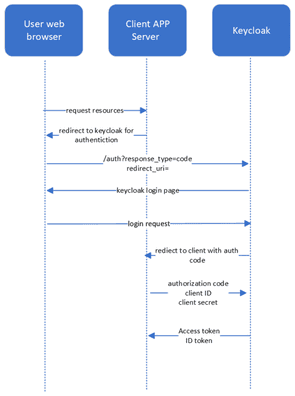 User web
browser
Client APP
Server
Keycloak
request resources
redirect to keycloak for
authentiction
/auth?response_type=code
redirect_uri=
keycloak login page
login request
rediect to client with auth
code
authorization code
client ID
client secret
Access token
ID token